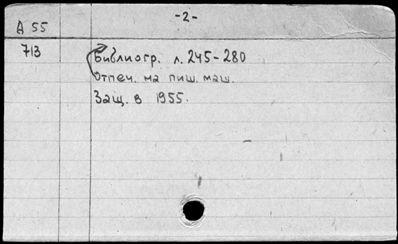 -2-
Д 55
713
Библиогр. л. 245-280
Отпеч. на пиш. маш.
Защ. в 1955.